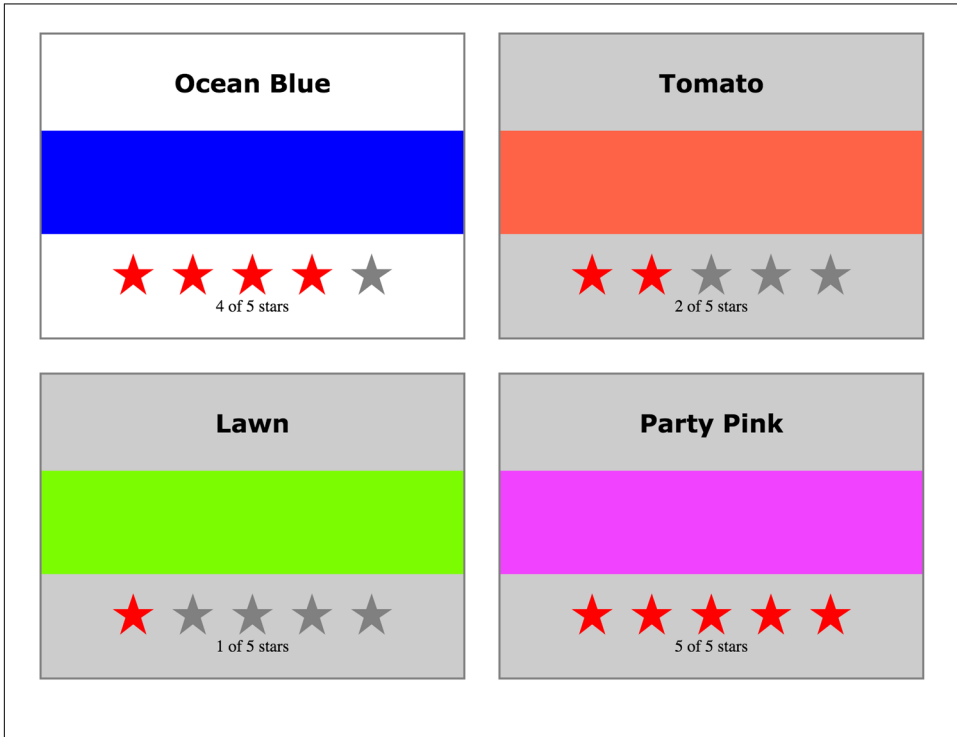 Ocean Blue
4 of 5 stars
Tomato
2 of 5 stars
Lawn
1 of 5 stars
Party Pink
5 of 5 stars